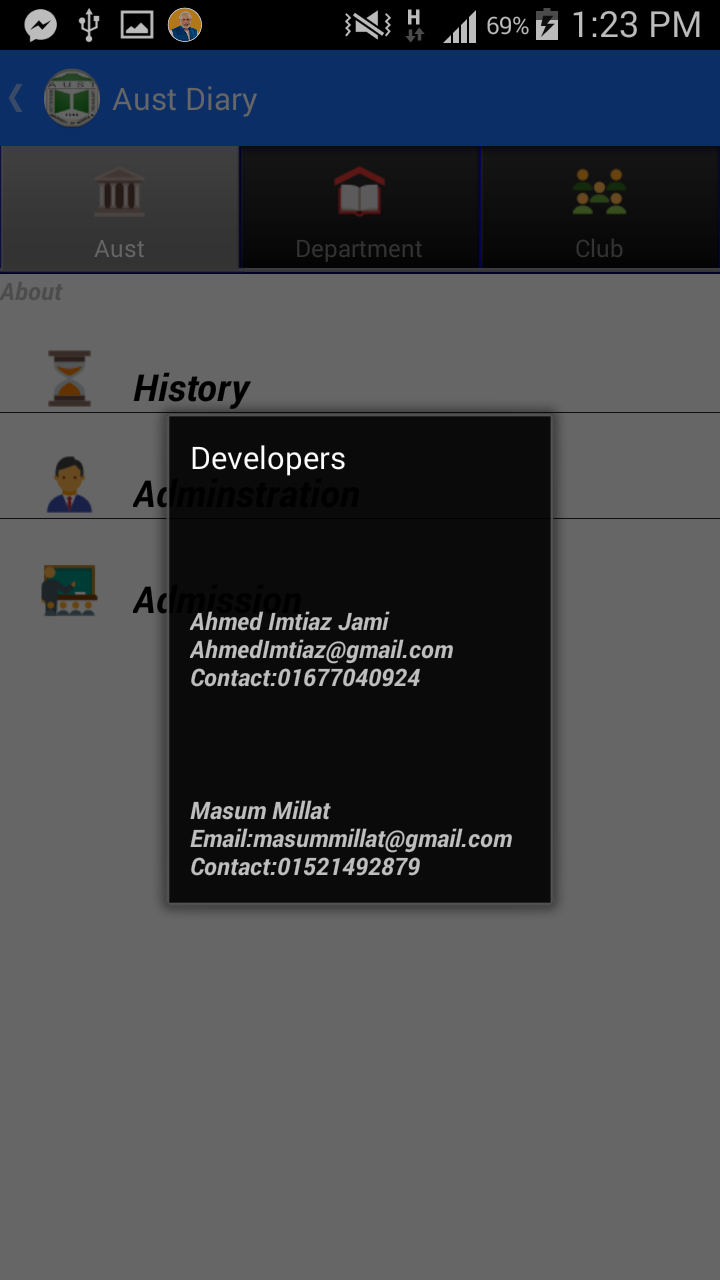 H
69%
1:23 PM
AUST
Aust Diary
Aust
Department
Club
About
History
Adminstration
Admission
Developers
Ahmed Imtiaz Jami
AhmedImtiaz@gmail.com
Contact:01677040924
Masum Millat
Email:masummillat@gmail.com
Contact:01521492879